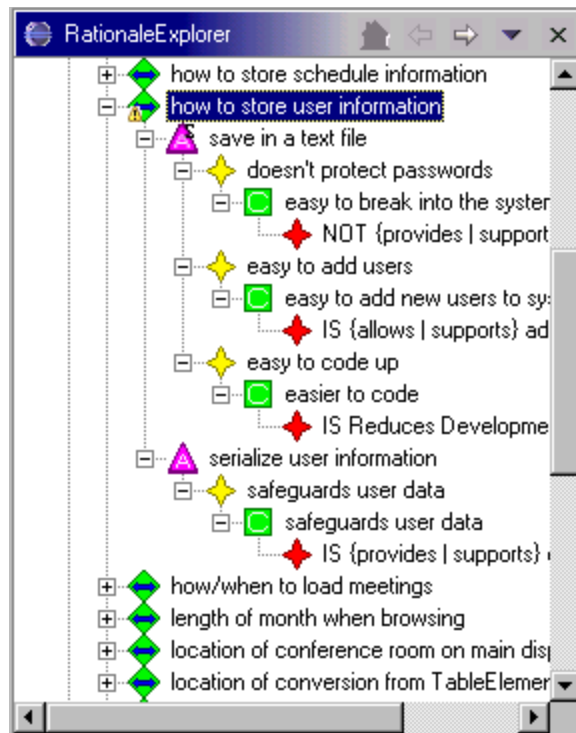 RationaleExplorer
how to store schedule information
how to store user information
save in a text file
doesn't protect passwords
easy to break into the system
NOT {provides | support
easy to add users
easy to add new users to sy
IS {allows | supports} ad
easy to code up
easier to code
IS Reduces Developme
serialize user information
safeguards user data
safeguards user data
IS {provides | supports}
how/when to load meetings
length of month when browsing
location of conference room on main disp
location of conversion from TableElemer